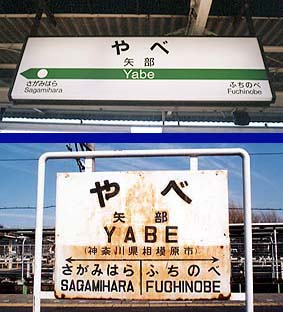 やべ
矢部
Yabe
さがみはら ふちのべ
Sagamihara Fuchinobe
やべ
矢部
YABE
(神奈川県相模原市)
さがみはら ふちのべ
SAGAMIHARA FUCHINOBE